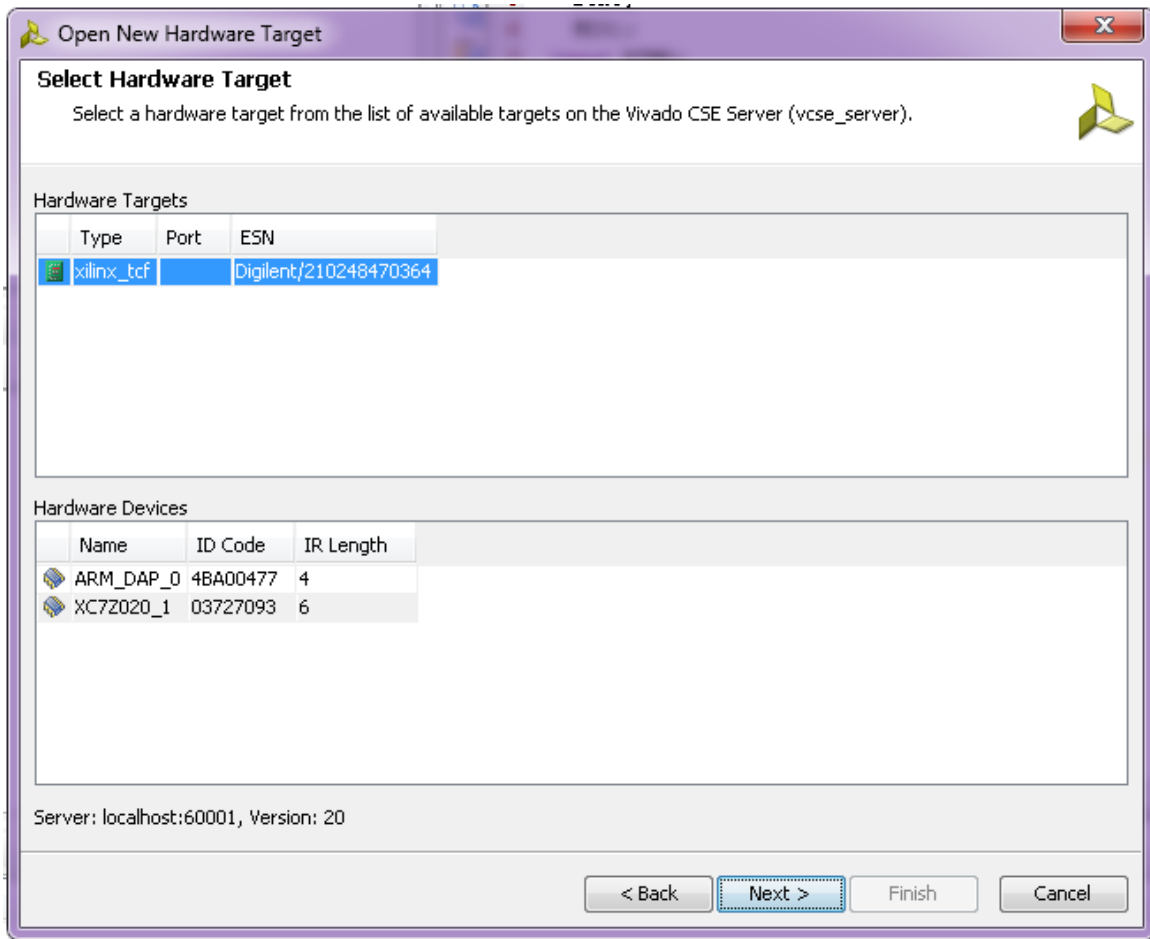 Open New Hardware Target
x
Select Hardware Target
Select a hardware target from the list of available targets on the Vivado CSE Server (vcse_server).
Hardware Targets
Type Port ESN
xilinx_tcf Digilent/210248470364
Hardware Devices
Name ID Code IR Length
ARM_DAP_0 4BA00477 4
XC7Z020_1 03727093 6
Server: localhost:60001, Version: 20
< Back Next > Finish Cancel